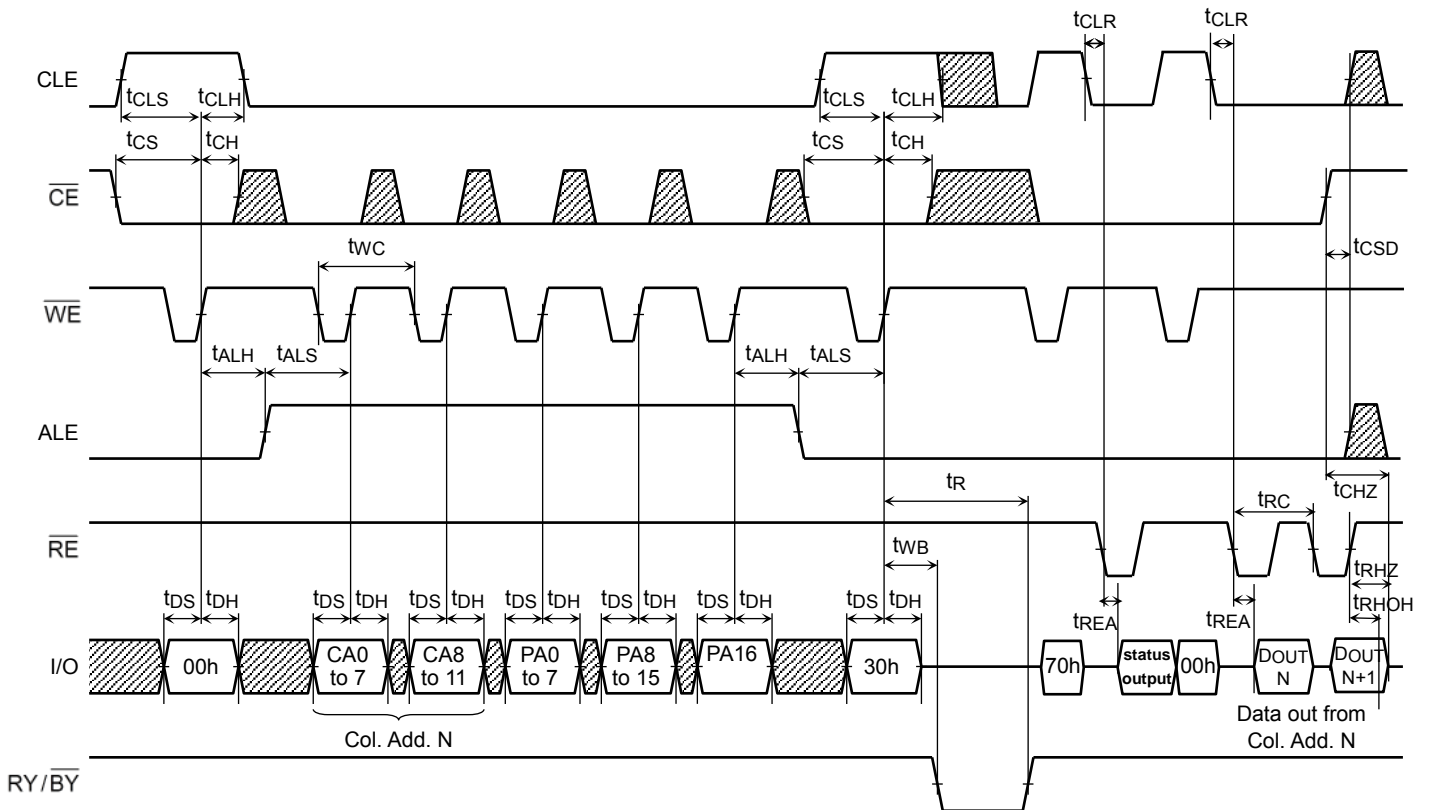 tCLR tCLR
CLE
tCLS tCLH tCLS tCLH
tCS tCH tCS tCH
CE
tWC tCSD
WE
tALH tALS tALH tALS
ALE
tR tCHZ
tRC
RE
tWB
tRHZ
tDS tDH tDS tDH tDS tDH tDS tDH tDS tDH tDS tDH tDS tDH
tREA tREA tRHOH
I/O
00h
CA0
to 7
CA8
to 11
PA0
to 7
PA8
to 15
PA16
30h
70h
status
output
00h
DOUT
N
DOUT
N+1
Col. Add. N
Data out from
Col. Add. N
RY/BY